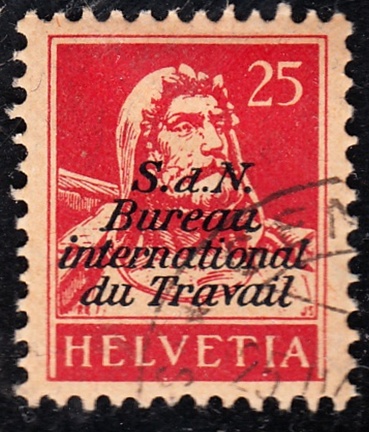 25
S.d.N.
Bureau
international
du Travail
HELVETIA